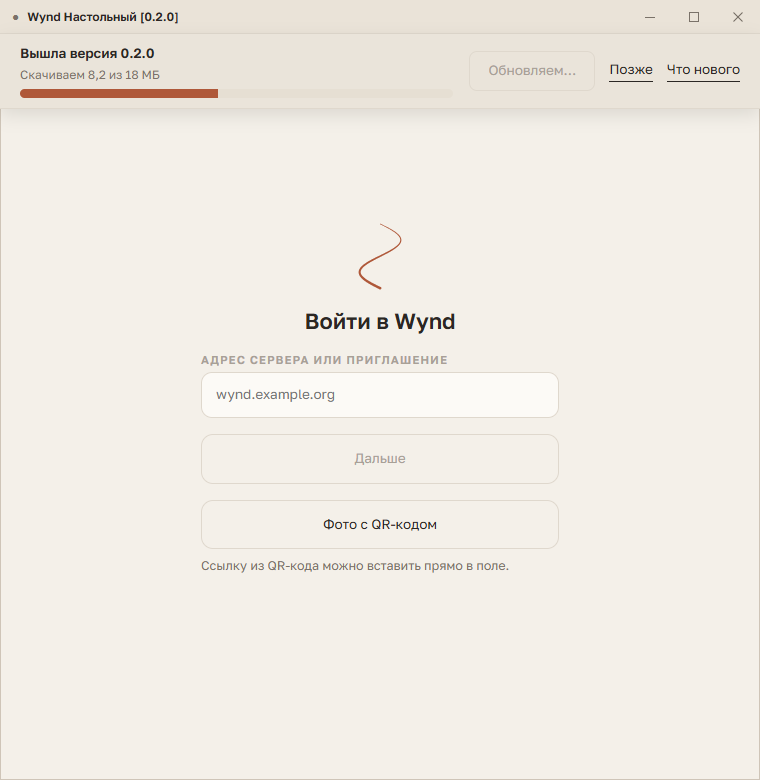 Wynd Настольный [0.2.0]
Вышла версия 0.2.0
Скачиваем 8,2 из 18 МБ
Обновляем...
Позже
Что нового
Войти в Wynd
АДРЕС СЕРВЕРА ИЛИ ПРИГЛАШЕНИЕ
wynd.example.org
Дальше
Фото с QR-кодом
Ссылку из QR-кода можно вставить прямо в поле.